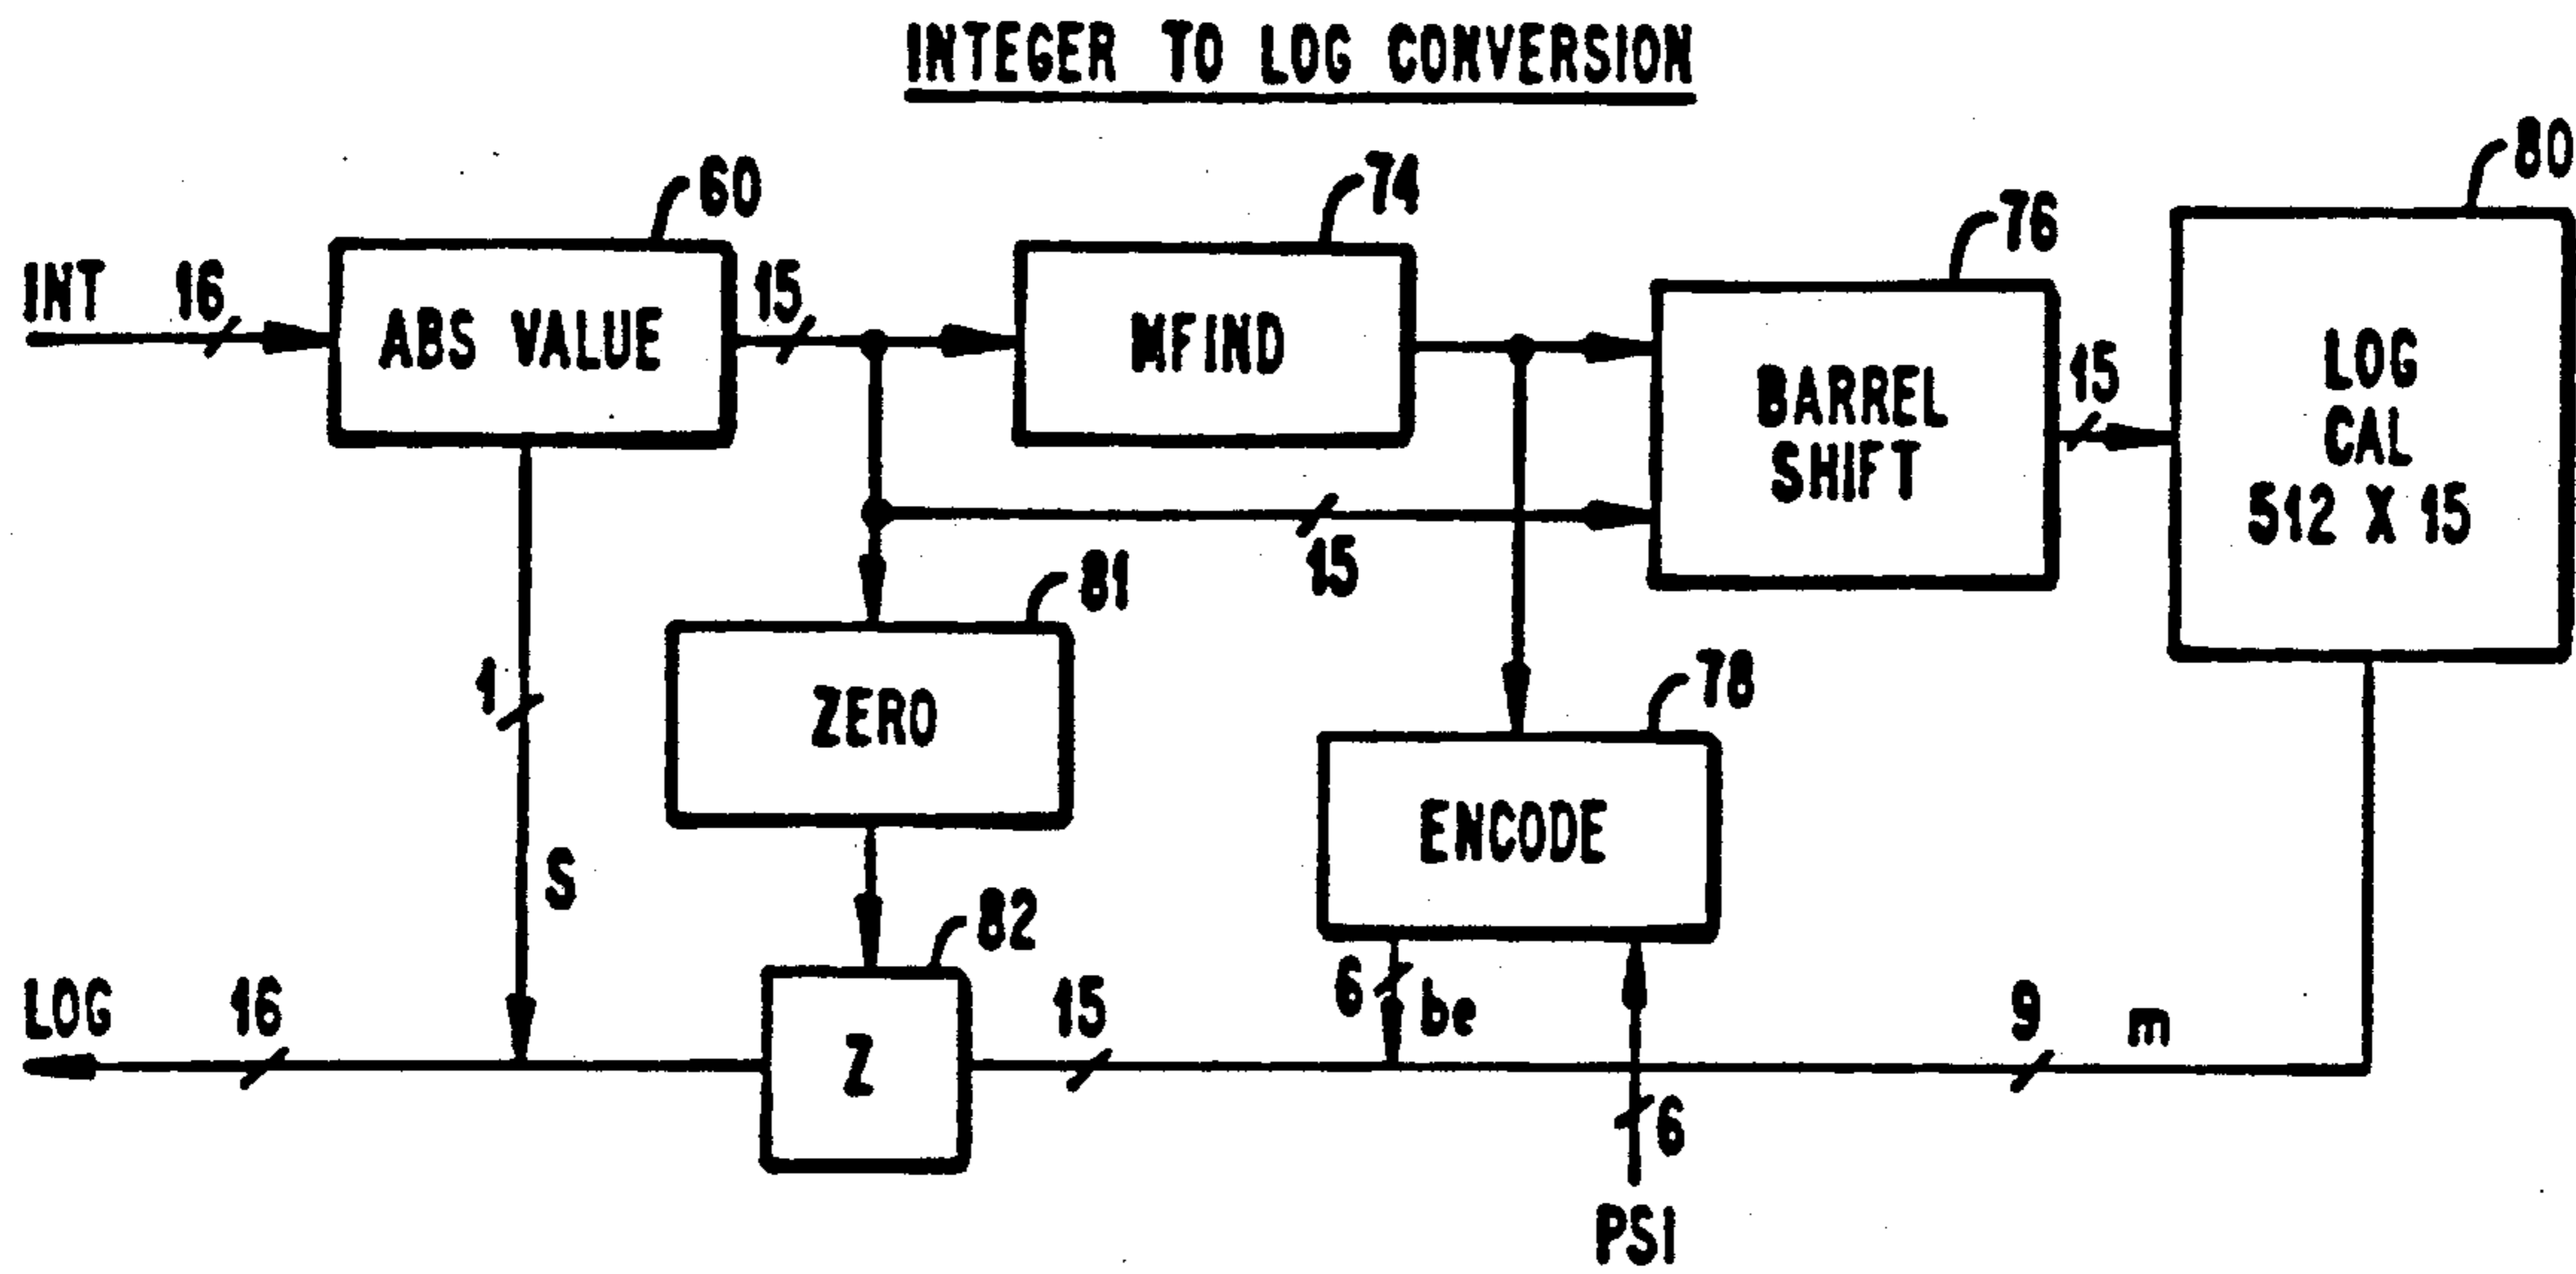 INTEGER TO LOG CONVERSION
60
74
76
80
INT 16
ABS VALUE
15
MFIND
BARREL
SHIFT
15
LOG
CAL
512 X 15
15
81
ZERO
78
ENCODE
1
S
82
Z
LOG 16
15
6
be
9 m
6
PSI